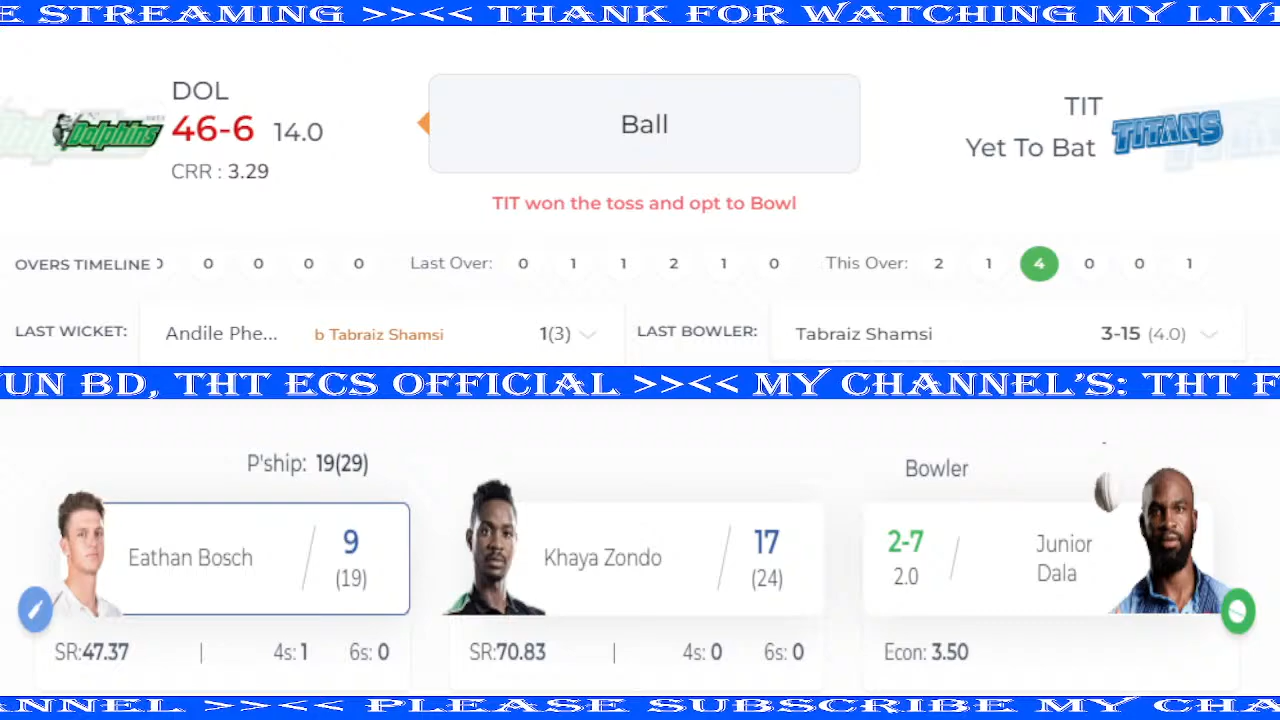 E STREAMING >><< THANK FOR WATCHING MY LIVE
DOL
Dolphins 46-6 14.0
CRR : 3.29
Ball
TIT
Yet To Bat TITANS
TIT won the toss and opt to Bowl
OVERS TIMELINE 0 0 0 0 0 Last Over: 0 1 1 2 1 0 This Over: 2 1 4 0 0 1
LAST WICKET: Andile Phe... b Tabraiz Shamsi 1(3) LAST BOWLER: Tabraiz Shamsi 3-15 (4.0)
UN BD, THT ECS OFFICIAL >><< MY CHANNEL'S: THT F
P'ship: 19(29)
Bowler
Eathan Bosch 9 (19)
Khaya Zondo 17 (24)
2-7 2.0 Junior Dala
SR:47.37 | 4s: 1 6s: 0
SR:70.83 | 4s: 0 6s: 0
Econ: 3.50
ANNEL >><< PLEASE SUBSCRIBE MY CHA